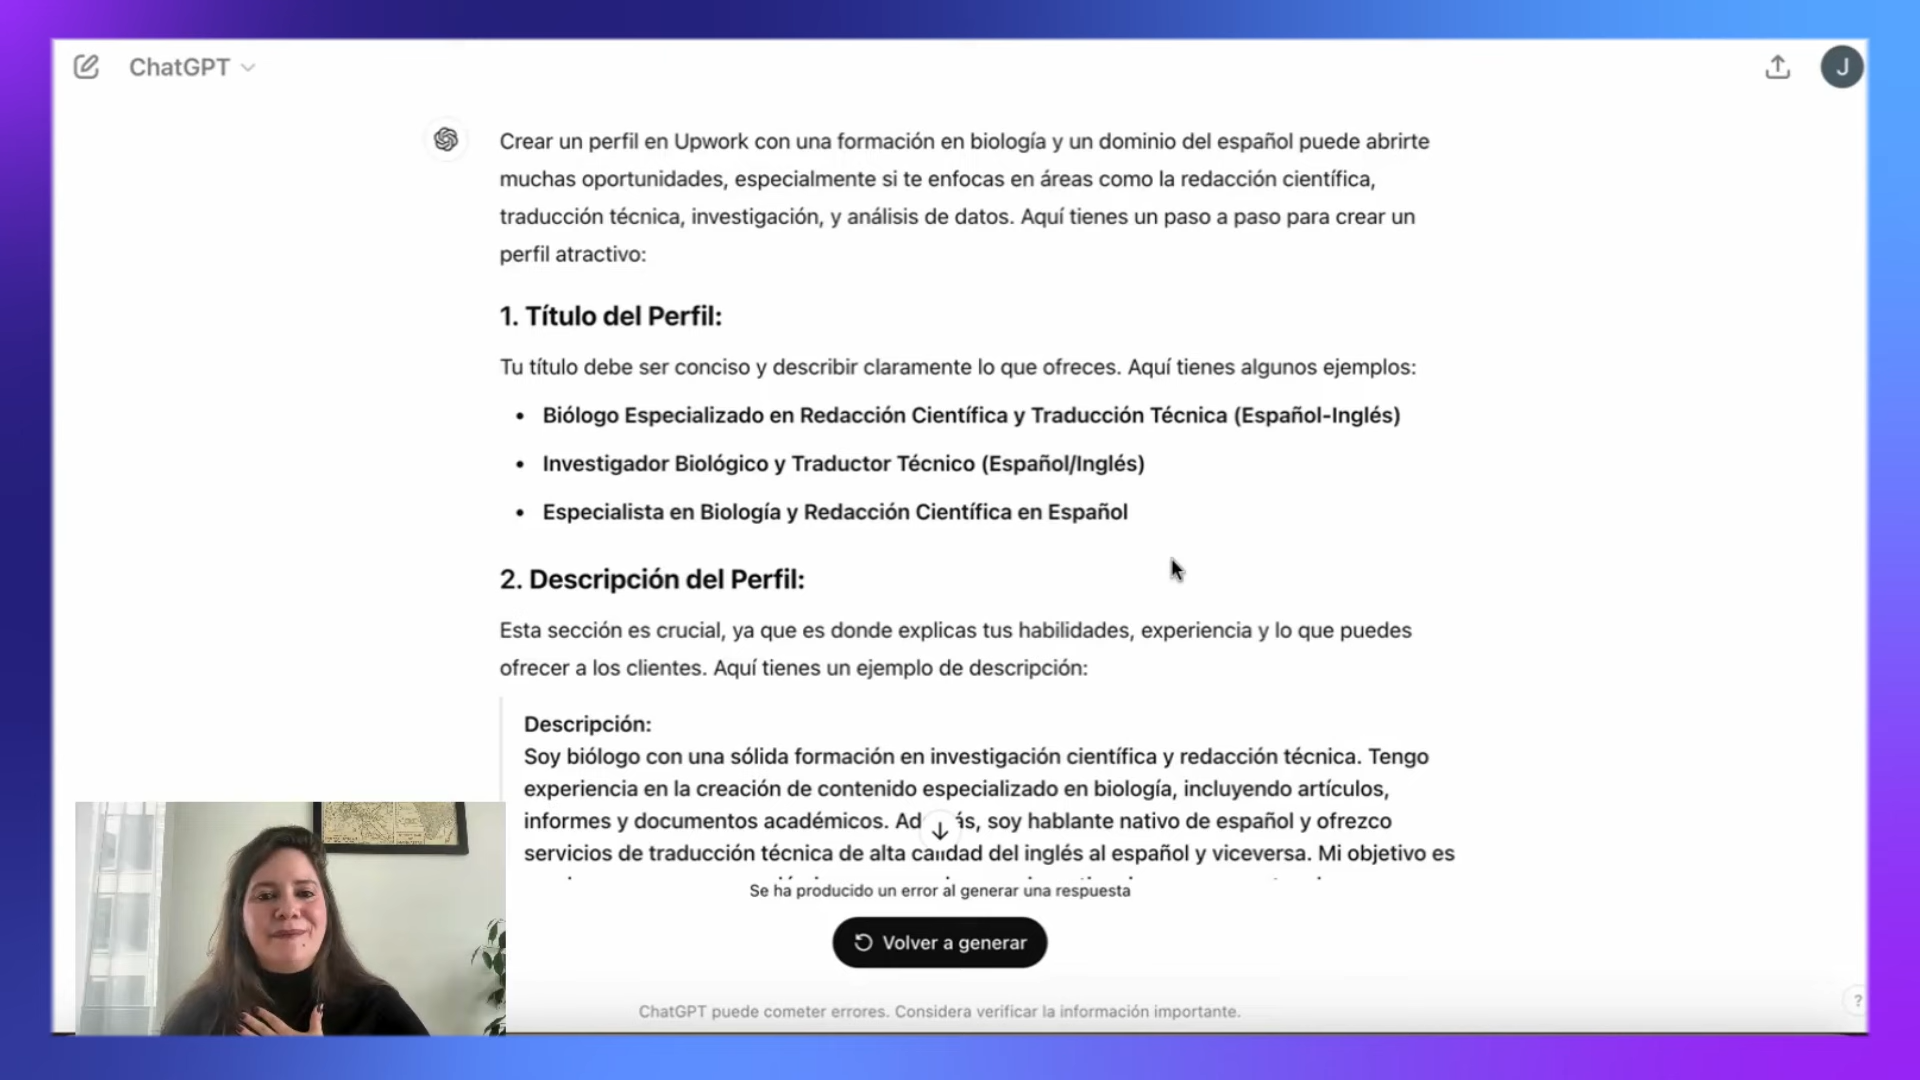 ChatGPT
J
Crear un perfil en Upwork con una formación en biología y un dominio del español puede abrirte
muchas oportunidades, especialmente si te enfocas en áreas como la redacción científica,
traducción técnica, investigación, y análisis de datos. Aquí tienes un paso a paso para crear un
perfil atractivo:
1. Título del Perfil:
Tu título debe ser conciso y describir claramente lo que ofreces. Aquí tienes algunos ejemplos:
• Biólogo Especializado en Redacción Científica y Traducción Técnica (Español-Inglés)
• Investigador Biológico y Traductor Técnico (Español/Inglés)
• Especialista en Biología y Redacción Científica en Español
2. Descripción del Perfil:
Esta sección es crucial, ya que es donde explicas tus habilidades, experiencia y lo que puedes
ofrecer a los clientes. Aquí tienes un ejemplo de descripción:
Descripción:
Soy biólogo con una sólida formación en investigación científica y redacción técnica. Tengo
experiencia en la creación de contenido especializado en biología, incluyendo artículos,
informes y documentos académicos. Además, soy hablante nativo de español y ofrezco
servicios de traducción técnica de alta calidad del inglés al español y viceversa. Mi objetivo es
Se ha producido un error al generar una respuesta
Volver a generar
ChatGPT puede cometer errores. Considera verificar la información importante.
?